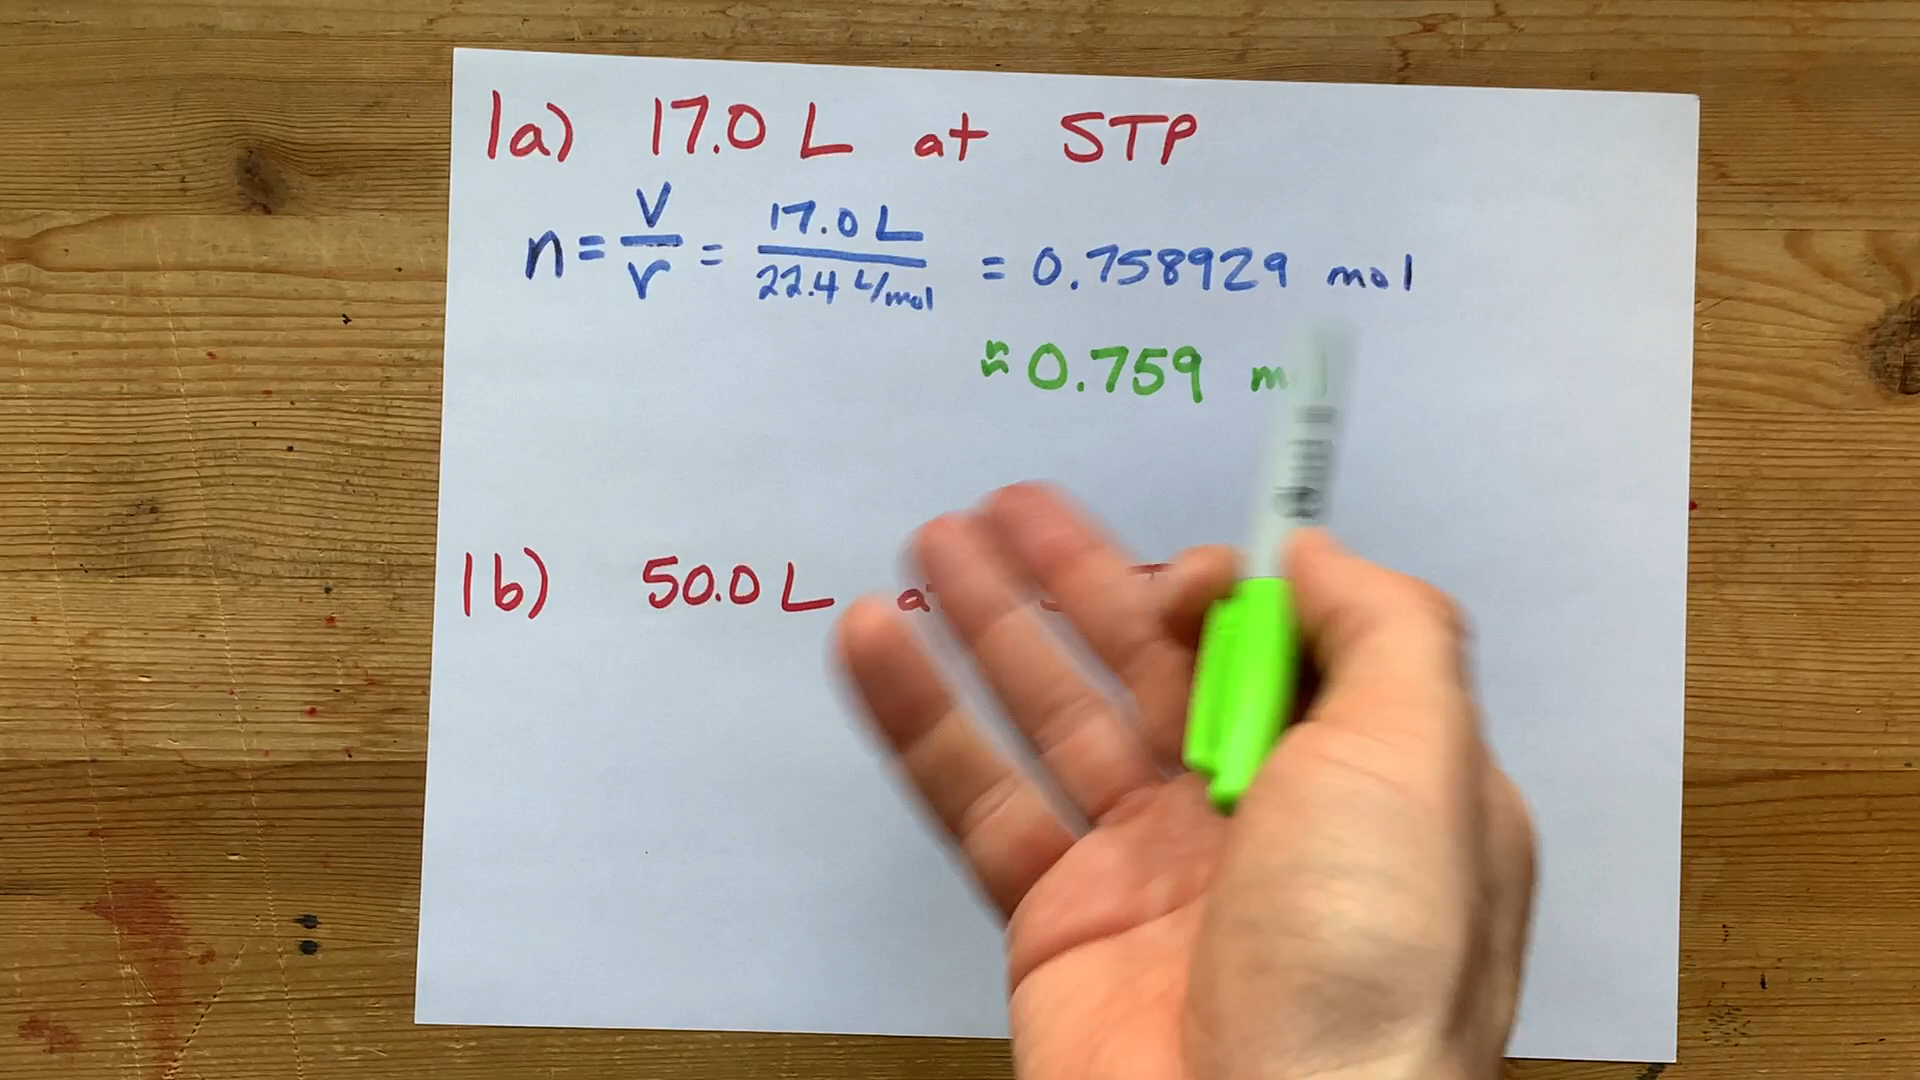 1a) 17.0 L at STP
n = V/r = 17.0 L / 22.4 L/mol = 0.758929 mol
≈ 0.759
1b) 50.0 L